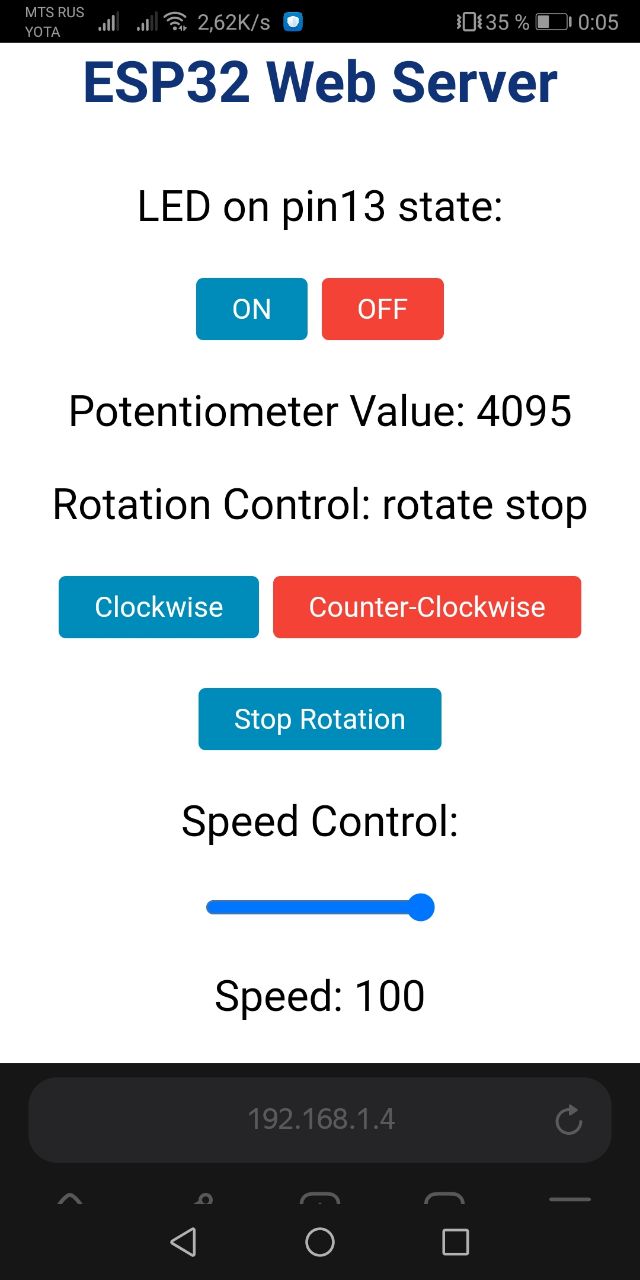 MTS RUS
YOTA
2,62K/s
35 %
0:05
ESP32 Web Server
LED on pin13 state:
ON OFF
Potentiometer Value: 4095
Rotation Control: rotate stop
Clockwise Counter-Clockwise
Stop Rotation
Speed Control:
Speed: 100
192.168.1.4